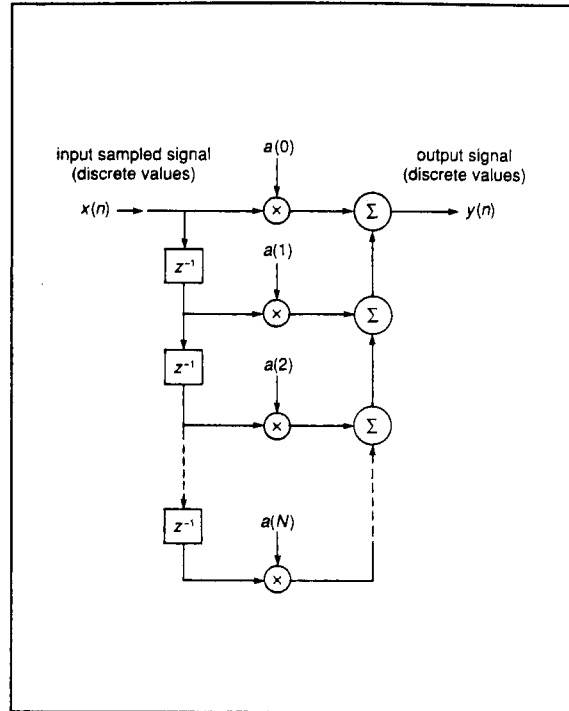 input sampled signal
(discrete values)
a(0)
output signal
(discrete values)
x(n)
×
Σ
y(n)
z⁻¹
a(1)
×
Σ
z⁻¹
a(2)
×
Σ
z⁻¹
a(N)
×